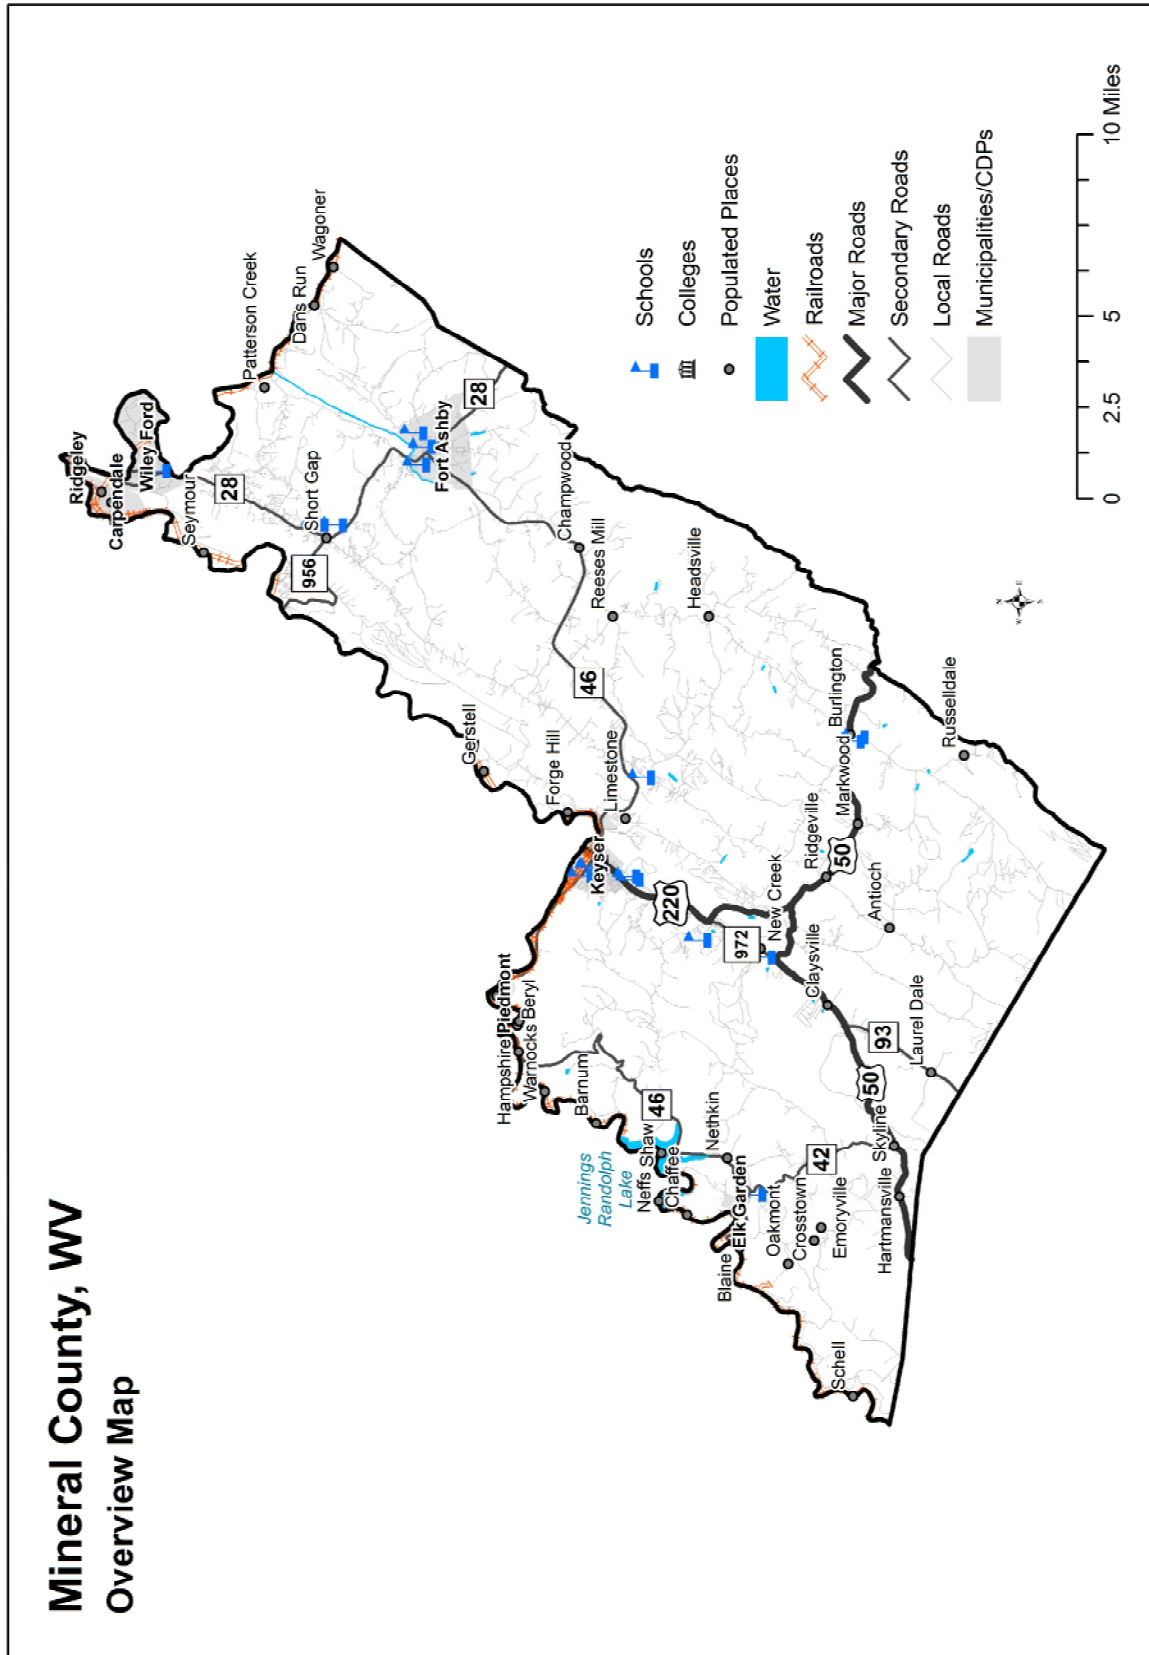 Mineral County, WV
Overview Map
Ridgeley
Carpendale
Wiley Ford
Seymour
28
Patterson Creek
Dans Run
Wagoner
Short Gap
956
Fort Ashby
28
Champwood
Reeses Mill
Headsville
46
Gerstell
Forge Hill
Limestone
Keyser
220
972
New Creek
Ridgeville
50
Markwood
Burlington
Russelldale
Antioch
Claysville
93
Laurel Dale
50
Skyline
Hartmansville
42
Hampshire
Piedmont
Beryl
Warnocks
Barnum
46
Jennings
Randolph
Lake
Neffs Shaw
Chaffee
Nethkin
Elk Garden
Blaine
Oakmont
Crosstown
Emoryville
Schell
N
E
S
W
Schools
Colleges
Populated Places
Water
Railroads
Major Roads
Secondary Roads
Local Roads
Municipalities/CDPs
0
2.5
5
10 Miles